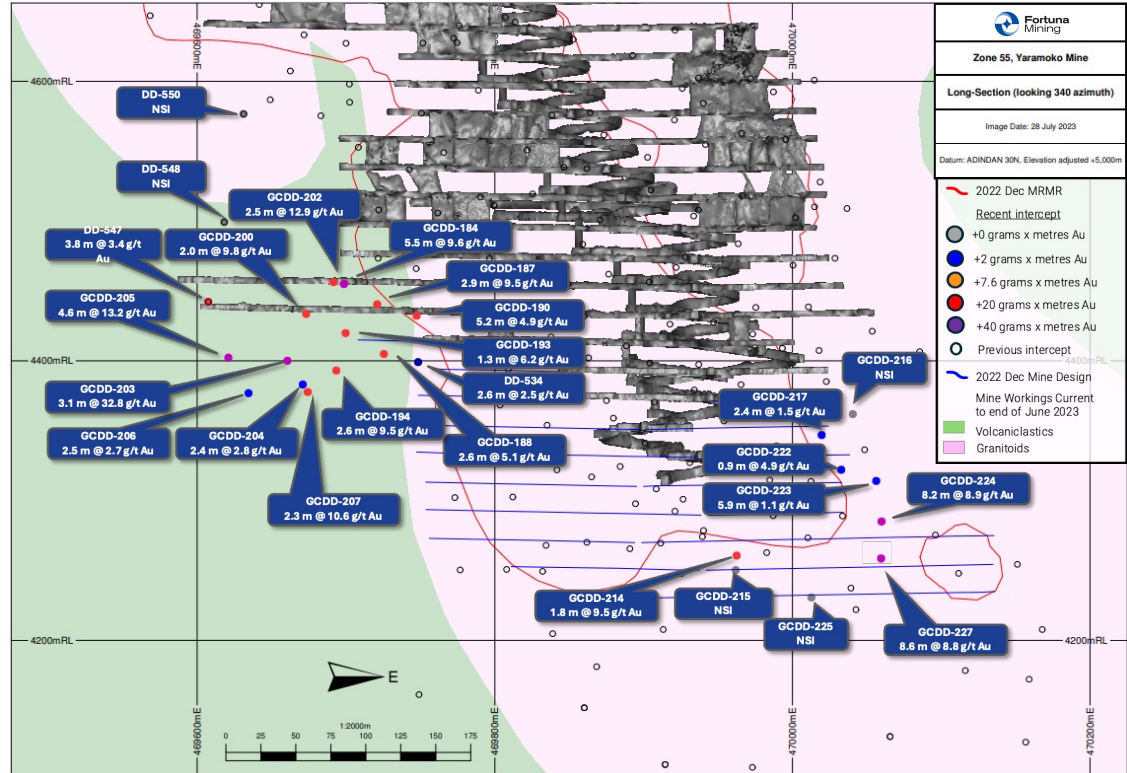 Fortuna
Mining
Zone 55, Yaramoko Mine
Long-Section (looking 340 azimuth)
Image Date: 28 July 2023
Datum: ADINDAN 30N, Elevation adjusted +5,000m
2022 Dec MRMR
Recent intercept
+0 grams x metres Au
+2 grams x metres Au
+7.6 grams x metres Au
+20 grams x metres Au
+40 grams x metres Au
Previous intercept
2022 Dec Mine Design
Mine Workings Current
to end of June 2023
Volcaniclastics
Granitoids
469600mE
470000mE
4600mRL
4600mRL
DD-550
NSI
DD-548
NSI
GCDD-202
2.5 m @ 12.9 g/t Au
GCDD-184
5.5 m @ 9.6 g/t Au
DD-547
3.8 m @ 3.4 g/t
Au
GCDD-200
2.0 m @ 9.8 g/t Au
GCDD-187
2.9 m @ 9.5 g/t Au
GCDD-205
4.6 m @ 13.2 g/t Au
GCDD-190
5.2 m @ 4.9 g/t Au
GCDD-193
1.3 m @ 6.2 g/t Au
4400mRL
4400mRL
GCDD-216
NSI
GCDD-203
3.1 m @ 32.8 g/t Au
DD-534
2.6 m @ 2.5 g/t Au
GCDD-217
2.4 m @ 1.5 g/t Au
GCDD-206
2.5 m @ 2.7 g/t Au
GCDD-204
2.4 m @ 2.8 g/t Au
GCDD-194
2.6 m @ 9.5 g/t Au
GCDD-188
2.6 m @ 5.1 g/t Au
GCDD-222
0.9 m @ 4.9 g/t Au
GCDD-223
5.9 m @ 1.1 g/t Au
GCDD-224
8.2 m @ 8.9 g/t Au
GCDD-207
2.3 m @ 10.6 g/t Au
GCDD-214
1.8 m @ 9.5 g/t Au
GCDD-215
NSI
GCDD-225
NSI
GCDD-227
8.6 m @ 8.8 g/t Au
4200mRL
4200mRL
E
1:2000m
0 25 50 75 100 125 150 175
469600mE
469800mE
470000mE
470200mE